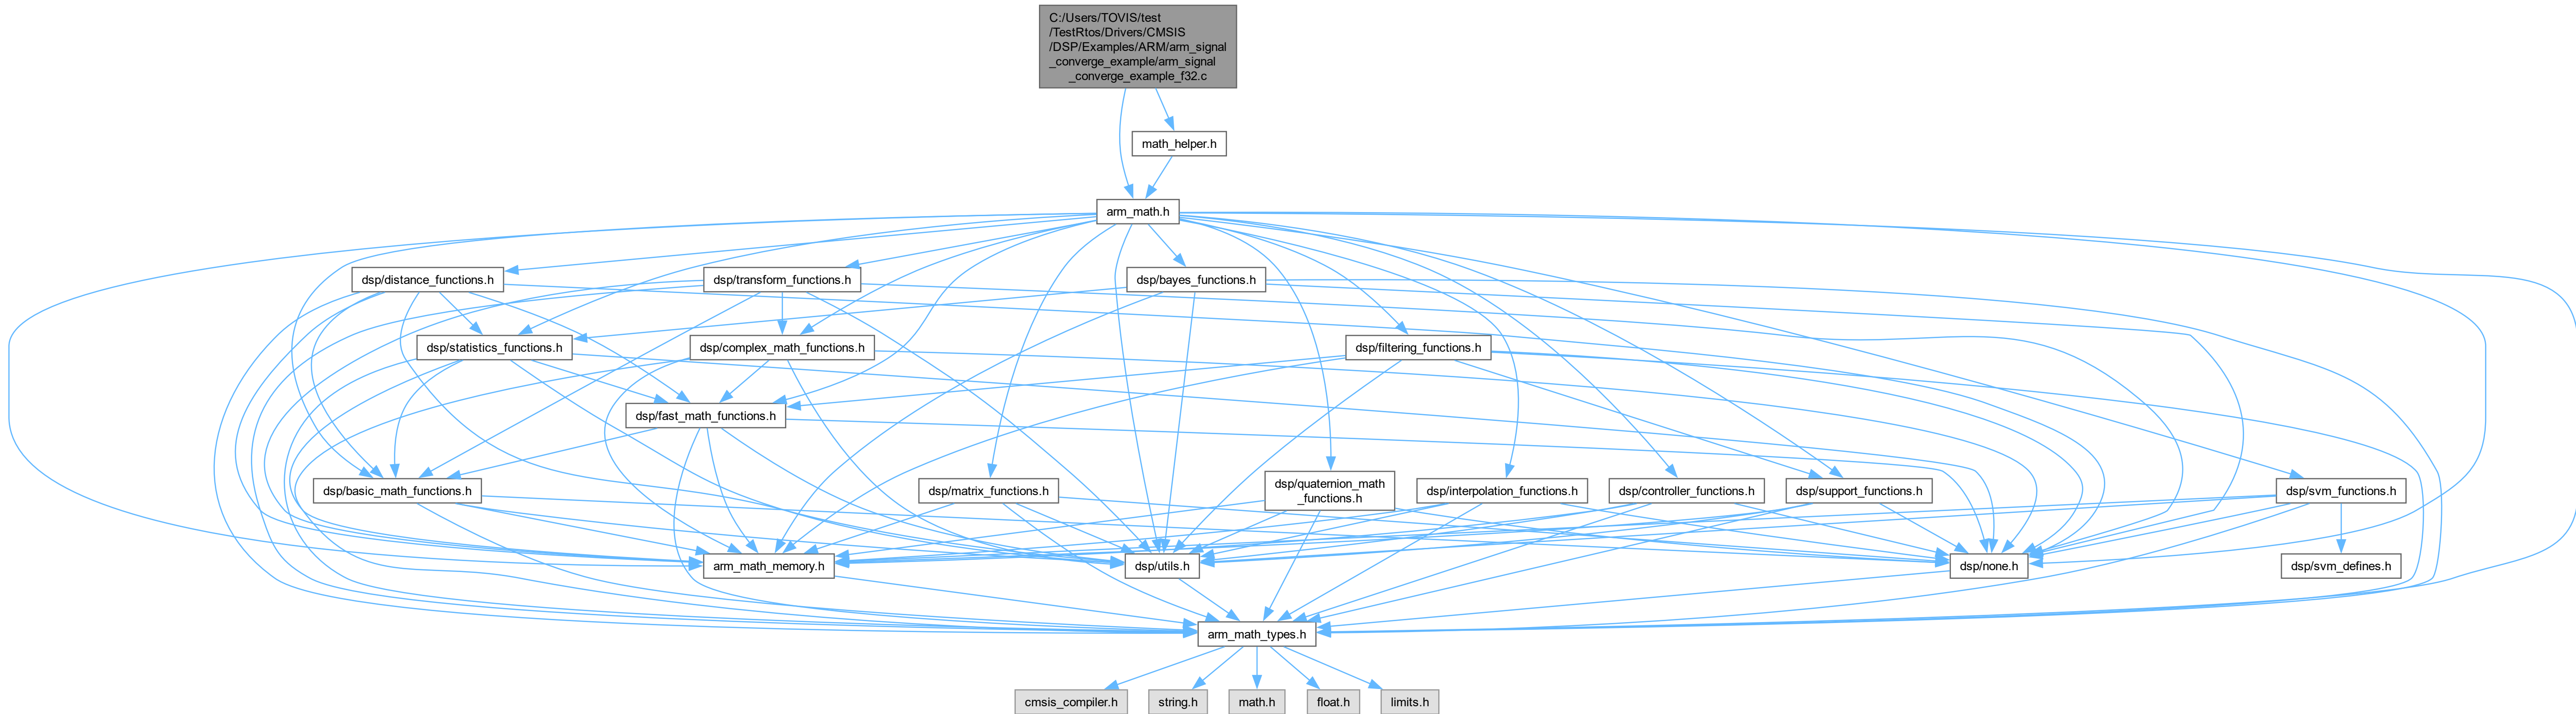 C:/Users/TOVIS/test
/TestRtos/Drivers/CMSIS
/DSP/Examples/ARM/arm_signal
_converge_example/arm_signal
_converge_example_f32.c
math_helper.h
arm_math.h
dsp/distance_functions.h
dsp/transform_functions.h
dsp/bayes_functions.h
dsp/statistics_functions.h
dsp/complex_math_functions.h
dsp/filtering_functions.h
dsp/fast_math_functions.h
dsp/basic_math_functions.h
dsp/matrix_functions.h
dsp/quaternion_math
_functions.h
dsp/interpolation_functions.h
dsp/controller_functions.h
dsp/support_functions.h
dsp/svm_functions.h
arm_math_memory.h
dsp/utils.h
dsp/none.h
dsp/svm_defines.h
arm_math_types.h
cmsis_compiler.h
string.h
math.h
float.h
limits.h